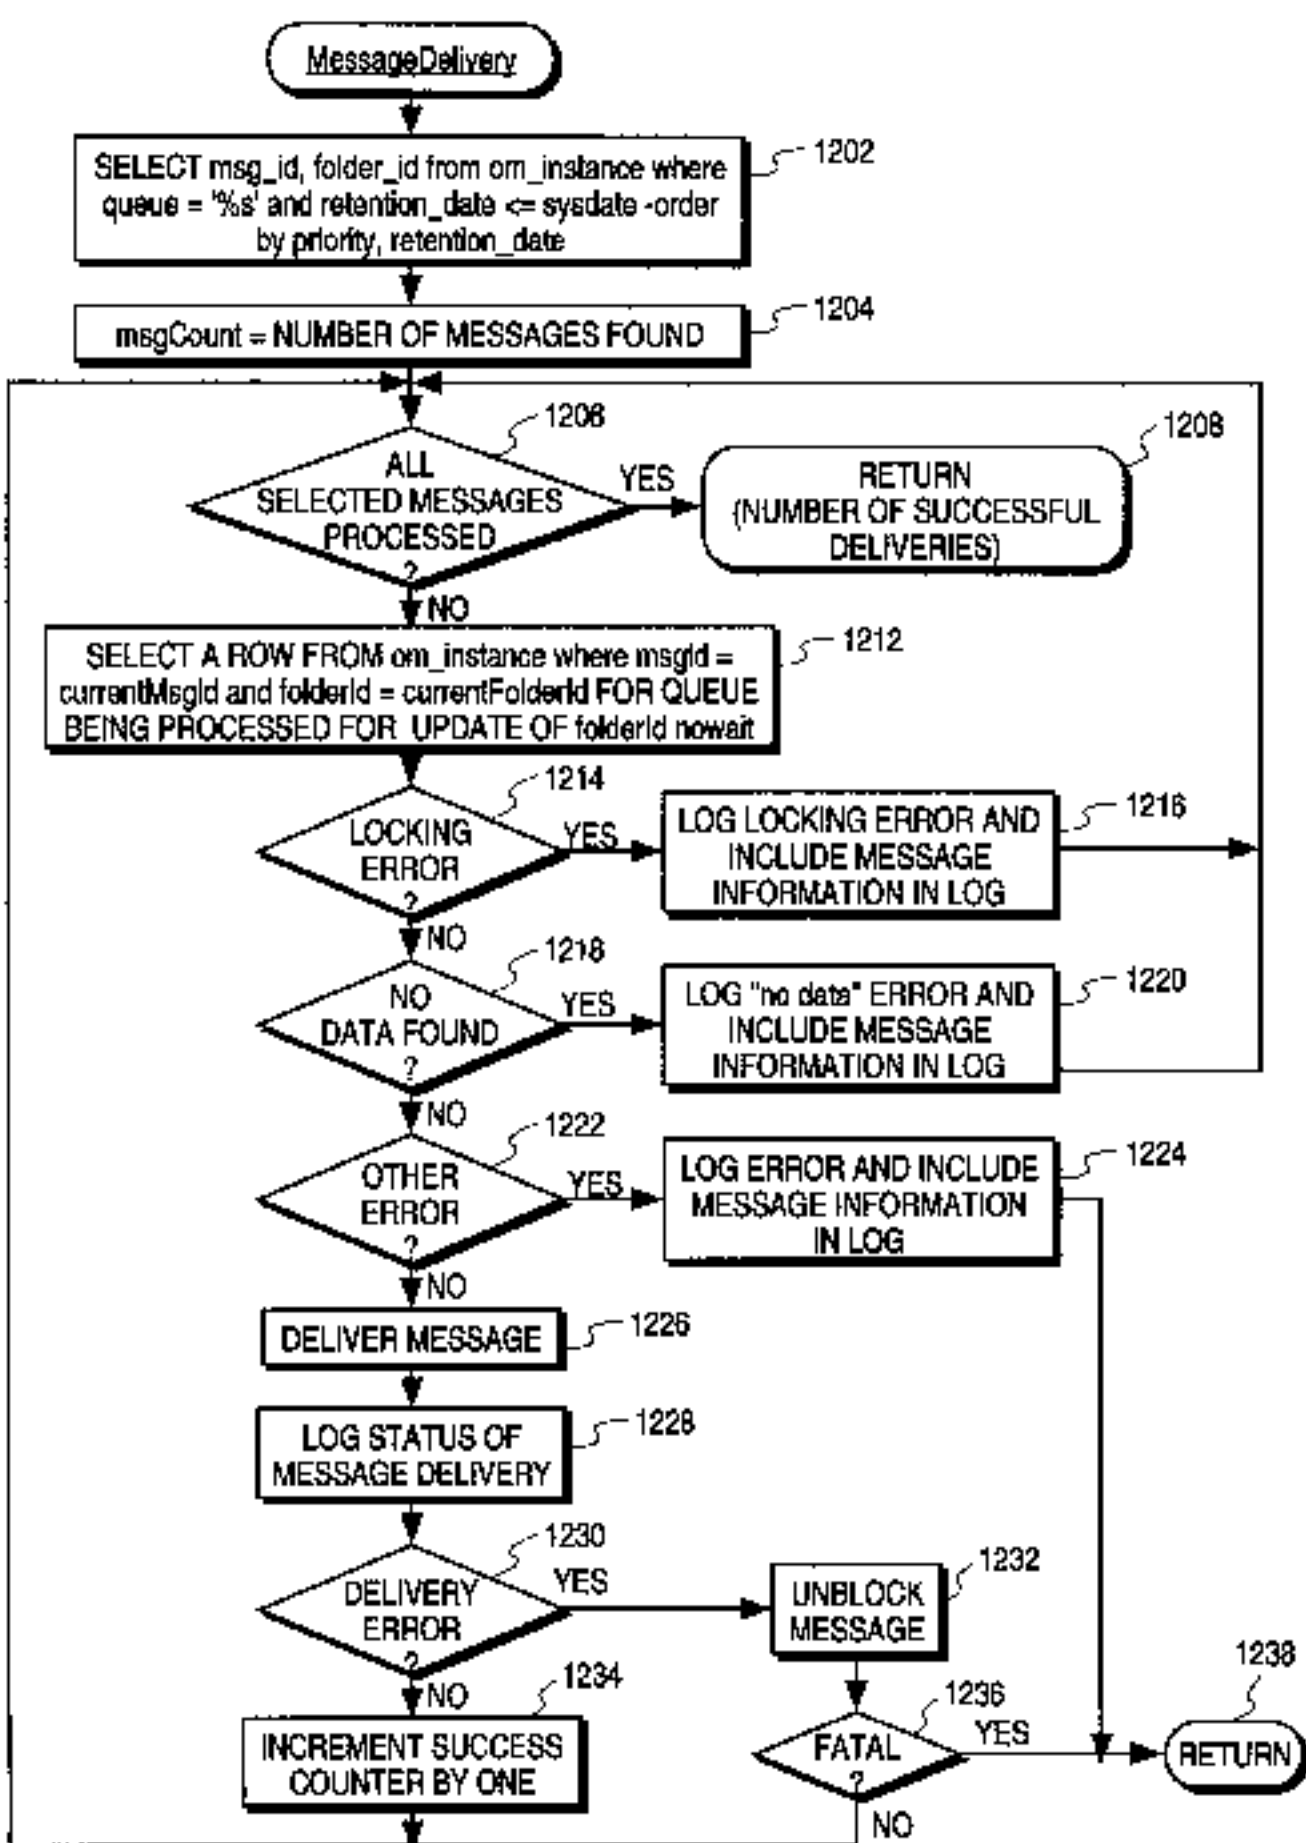 MessageDelivery
1202
SELECT msg_id, folder_id from om_instance where
queue = '%s' and retention_date <= sysdate -order
by priority, retention_date
1204
msgCount = NUMBER OF MESSAGES FOUND
1206
ALL
SELECTED MESSAGES
PROCESSED
?
YES
1208
RETURN
(NUMBER OF SUCCESSFUL
DELIVERIES)
NO
1212
SELECT A ROW FROM om_instance where msgId =
currentMsgId and folderId = currentFolderId FOR QUEUE
BEING PROCESSED FOR UPDATE OF folderId nowait
1214
LOCKING
ERROR
?
YES
1216
LOG LOCKING ERROR AND
INCLUDE MESSAGE
INFORMATION IN LOG
NO
1218
NO
DATA FOUND
?
YES
1220
LOG "no data" ERROR AND
INCLUDE MESSAGE
INFORMATION IN LOG
NO
1222
OTHER
ERROR
?
YES
1224
LOG ERROR AND INCLUDE
MESSAGE INFORMATION
IN LOG
NO
1226
DELIVER MESSAGE
1228
LOG STATUS OF
MESSAGE DELIVERY
1230
DELIVERY
ERROR
?
YES
1232
UNBLOCK
MESSAGE
NO
1234
INCREMENT SUCCESS
COUNTER BY ONE
1236
FATAL
?
YES
1238
RETURN
NO